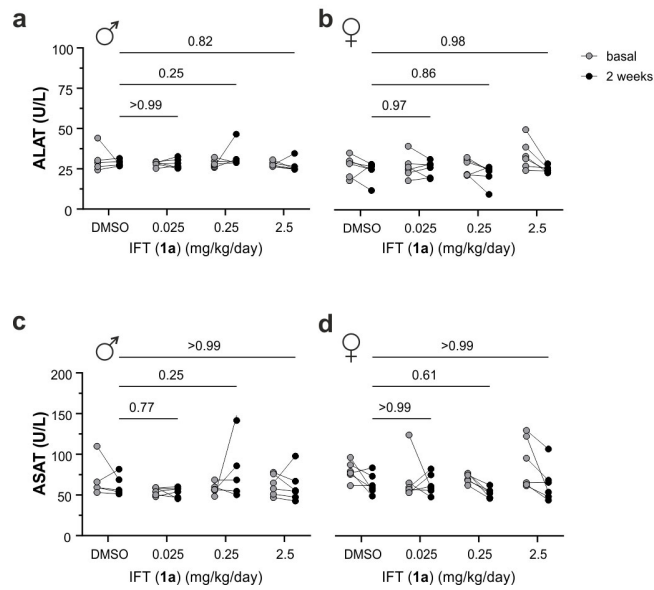 a
b
0.82
0.25
>0.99
0.98
0.86
0.97
basal
2 weeks
ALAT (U/L)
100
75
50
25
0
DMSO 0.025 0.25 2.5
IFT (1a) (mg/kg/day)
DMSO 0.025 0.25 2.5
IFT (1a) (mg/kg/day)
c
d
>0.99
0.25
0.77
>0.99
0.61
>0.99
ASAT (U/L)
200
150
100
50
0
DMSO 0.025 0.25 2.5
IFT (1a) (mg/kg/day)
DMSO 0.025 0.25 2.5
IFT (1a) (mg/kg/day)